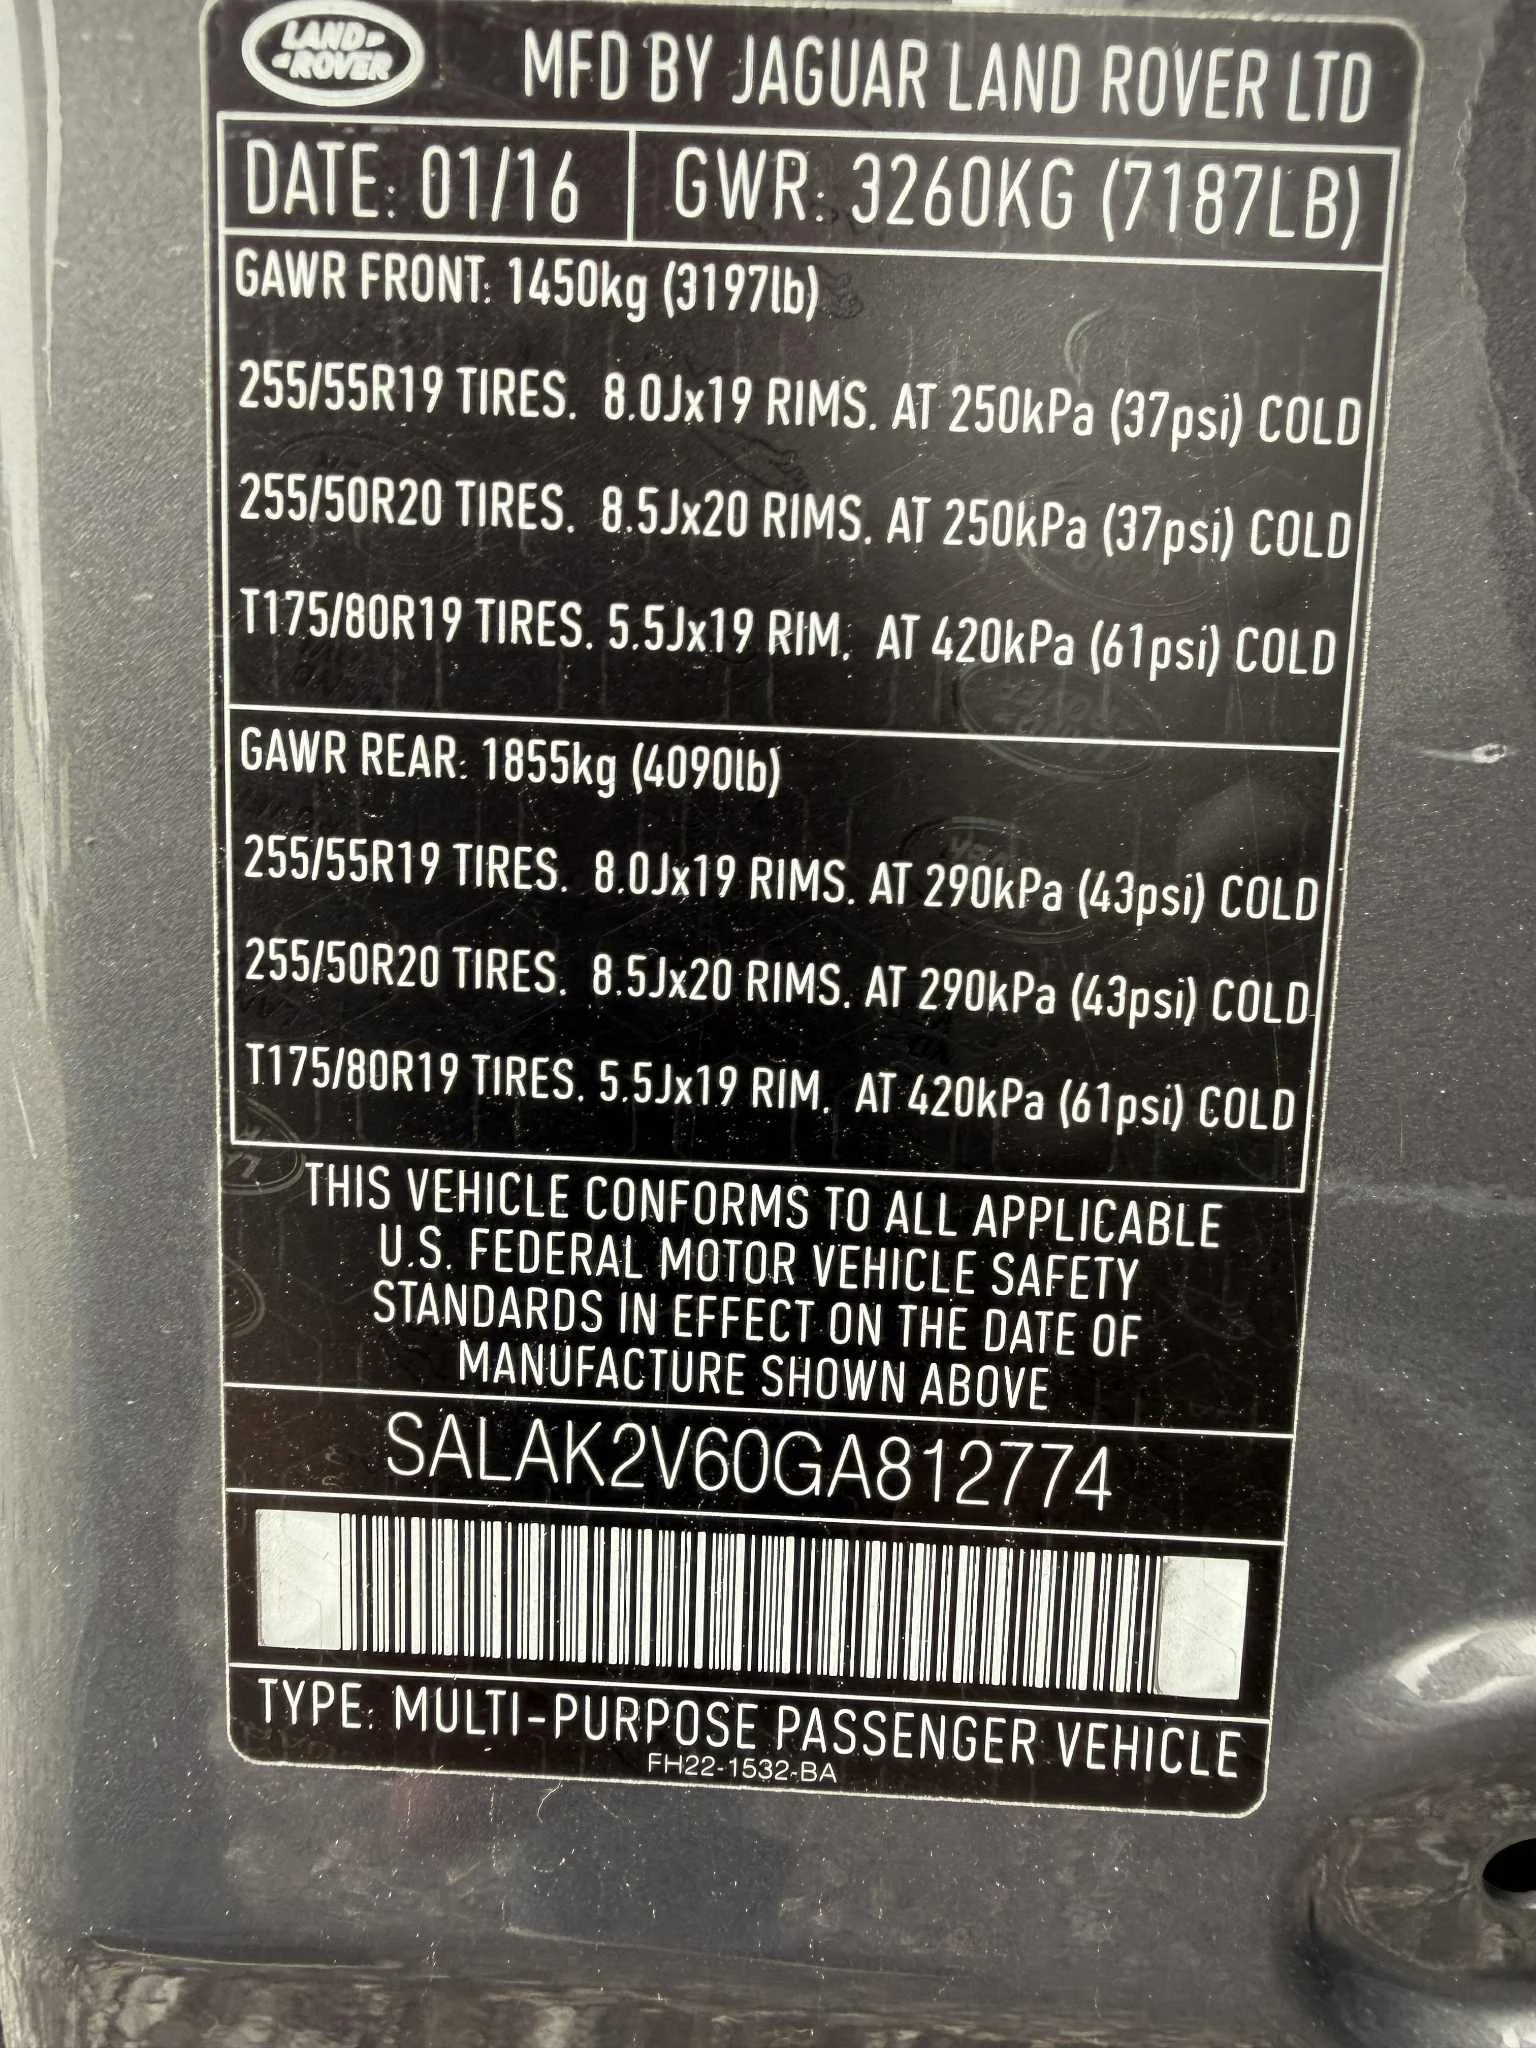 LAND
ROVER
MFD BY JAGUAR LAND ROVER LTD
DATE: 01/16
GWR: 3260KG (7187LB)
GAWR FRONT: 1450kg (3197lb)
255/55R19 TIRES. 8.0Jx19 RIMS. AT 250kPa (37psi) COLD
255/50R20 TIRES. 8.5Jx20 RIMS. AT 250kPa (37psi) COLD
T175/80R19 TIRES. 5.5Jx19 RIM. AT 420kPa (61psi) COLD
GAWR REAR: 1855kg (4090lb)
255/55R19 TIRES. 8.0Jx19 RIMS. AT 290kPa (43psi) COLD
255/50R20 TIRES. 8.5Jx20 RIMS. AT 290kPa (43psi) COLD
T175/80R19 TIRES. 5.5Jx19 RIM. AT 420kPa (61psi) COLD
THIS VEHICLE CONFORMS TO ALL APPLICABLE
U.S. FEDERAL MOTOR VEHICLE SAFETY
STANDARDS IN EFFECT ON THE DATE OF
MANUFACTURE SHOWN ABOVE
SALAK2V60GA812774
TYPE: MULTI-PURPOSE PASSENGER VEHICLE
FH22-1532-BA